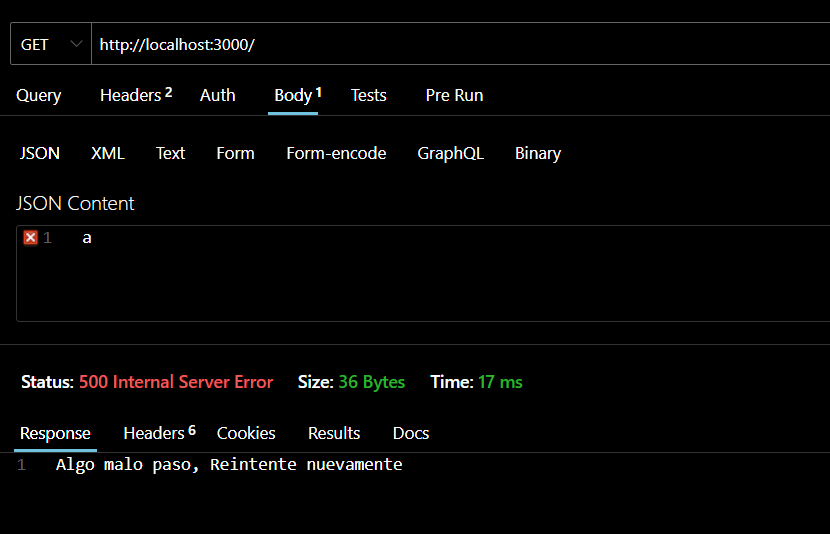 GET http://localhost:3000/
Query Headers 2 Auth Body 1 Tests Pre Run
JSON XML Text Form Form-encode GraphQL Binary
JSON Content
1 a
Status: 500 Internal Server Error Size: 36 Bytes Time: 17 ms
Response Headers 6 Cookies Results Docs
1 Algo malo paso, Reintente nuevamente